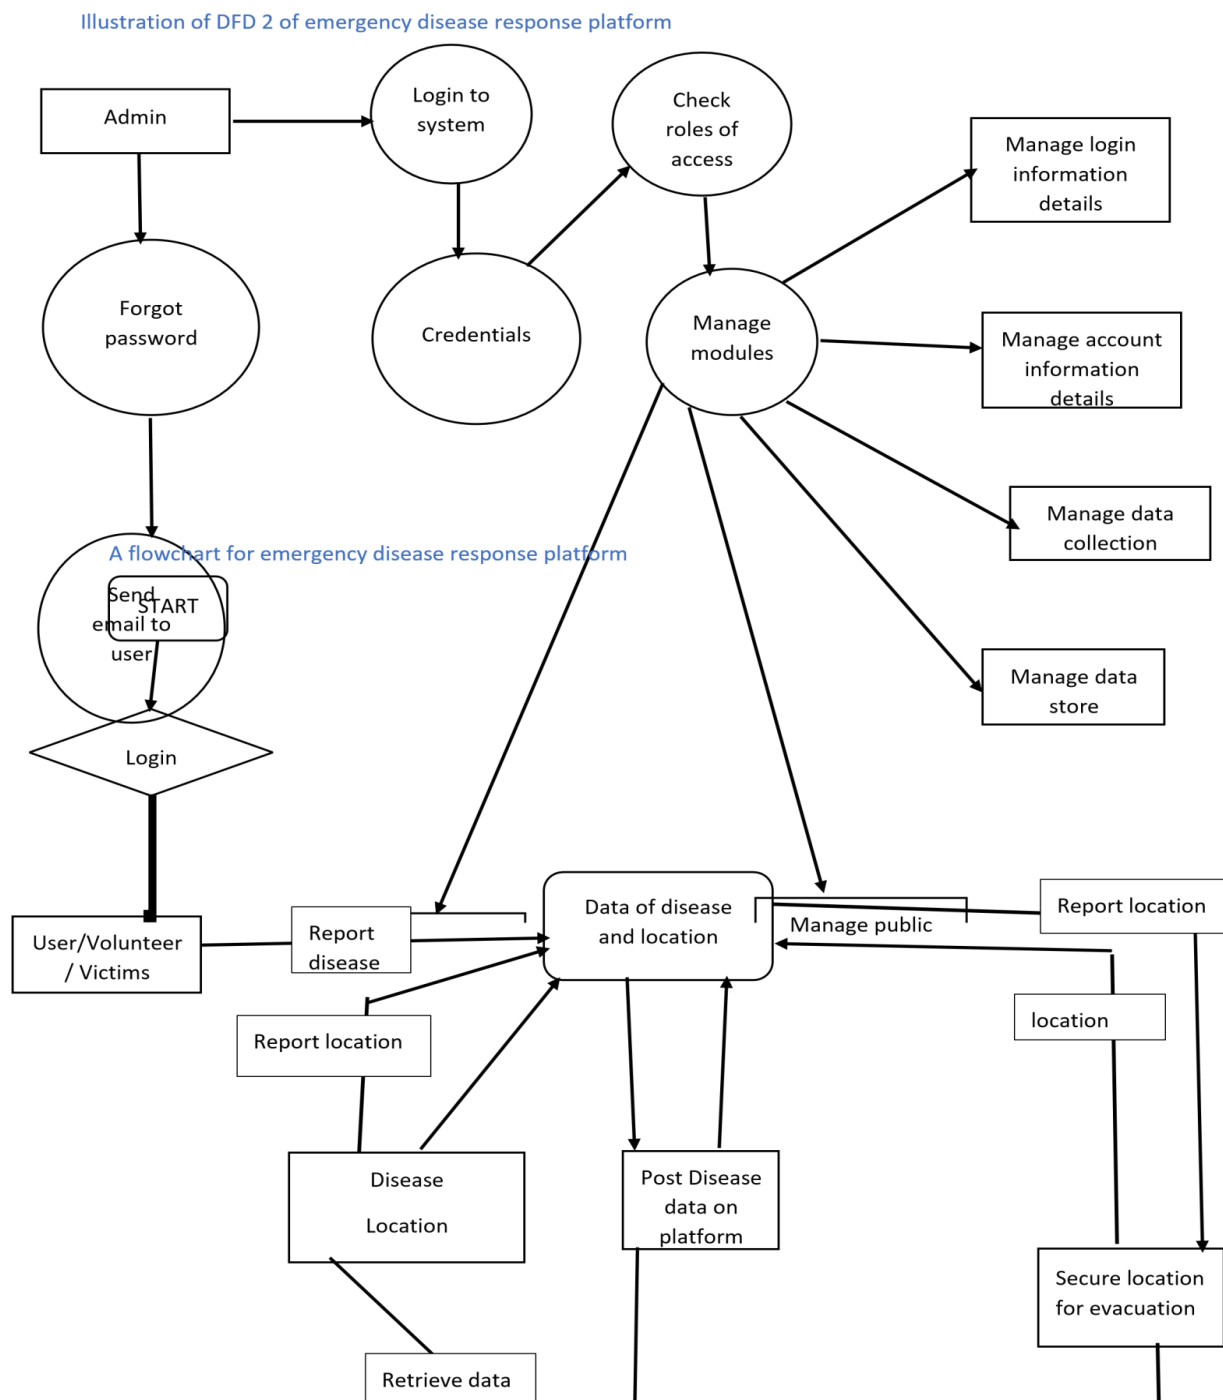 Illustration of DFD 2 of emergency disease response platform
Admin
Login to
system
Check
roles of
access
Manage login
information
details
Forgot
password
Credentials
Manage
modules
Manage account
information
details
Manage data
collection
A flowchart for emergency disease response platform
Send
email to
user
START
Manage data
store
Login
User/Volunteer
/ Victims
Report
disease
Data of disease
and location
Manage public
Report location
Report location
location
Disease
Location
Post Disease
data on
platform
Secure location
for evacuation
Retrieve data